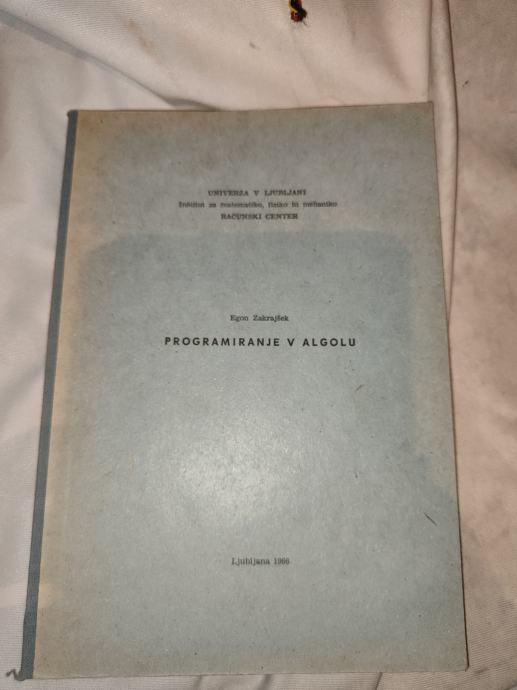 UNIVERZA V LJUBLJANI
Inštitut za matematiko, fiziko in mehaniko
RAČUNSKI CENTER
Egon Zakrajšek
PROGRAMIRANJE V ALGOLU
Ljubljana 1966